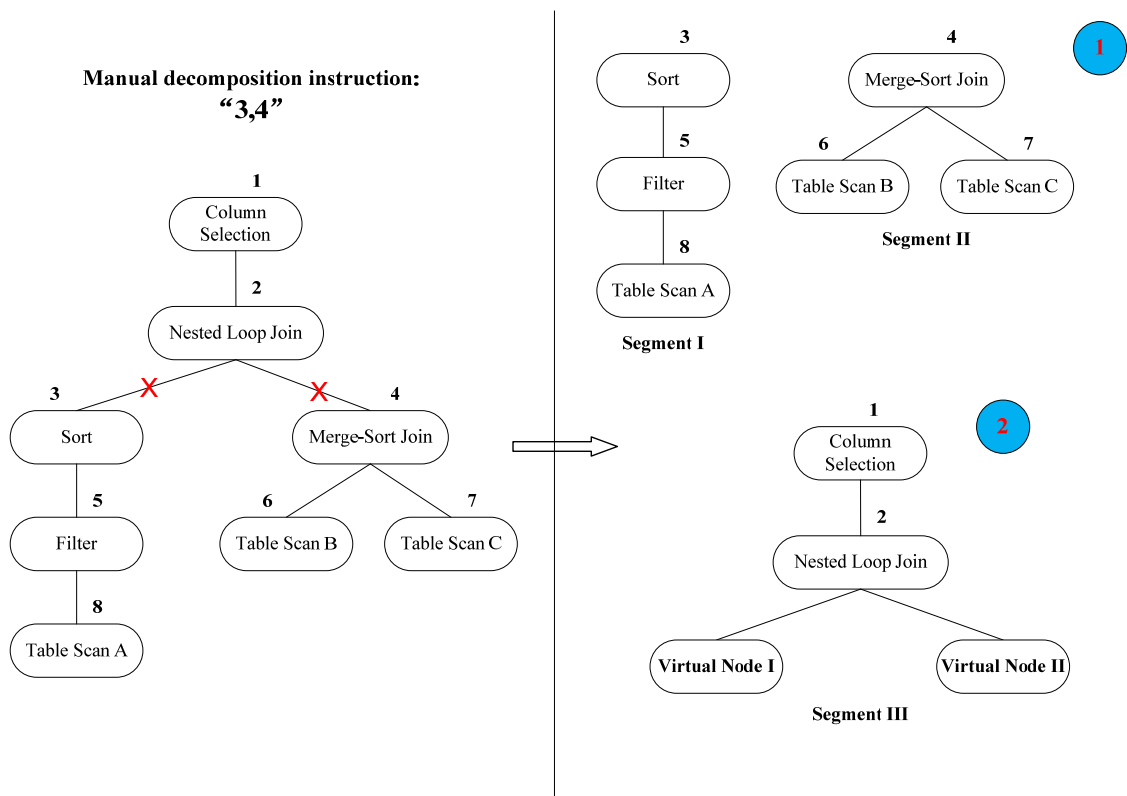 Manual decomposition instruction:
“3,4”
1
Column
Selection
2
Nested Loop Join
X
X
3
4
Sort
Merge-Sort Join
5
6
7
Filter
Table Scan B
Table Scan C
8
Table Scan A
3
4
1
Sort
Merge-Sort Join
5
6
7
Filter
Table Scan B
Table Scan C
Segment II
8
Table Scan A
Segment I
1
2
Column
Selection
2
Nested Loop Join
Virtual Node I
Virtual Node II
Segment III